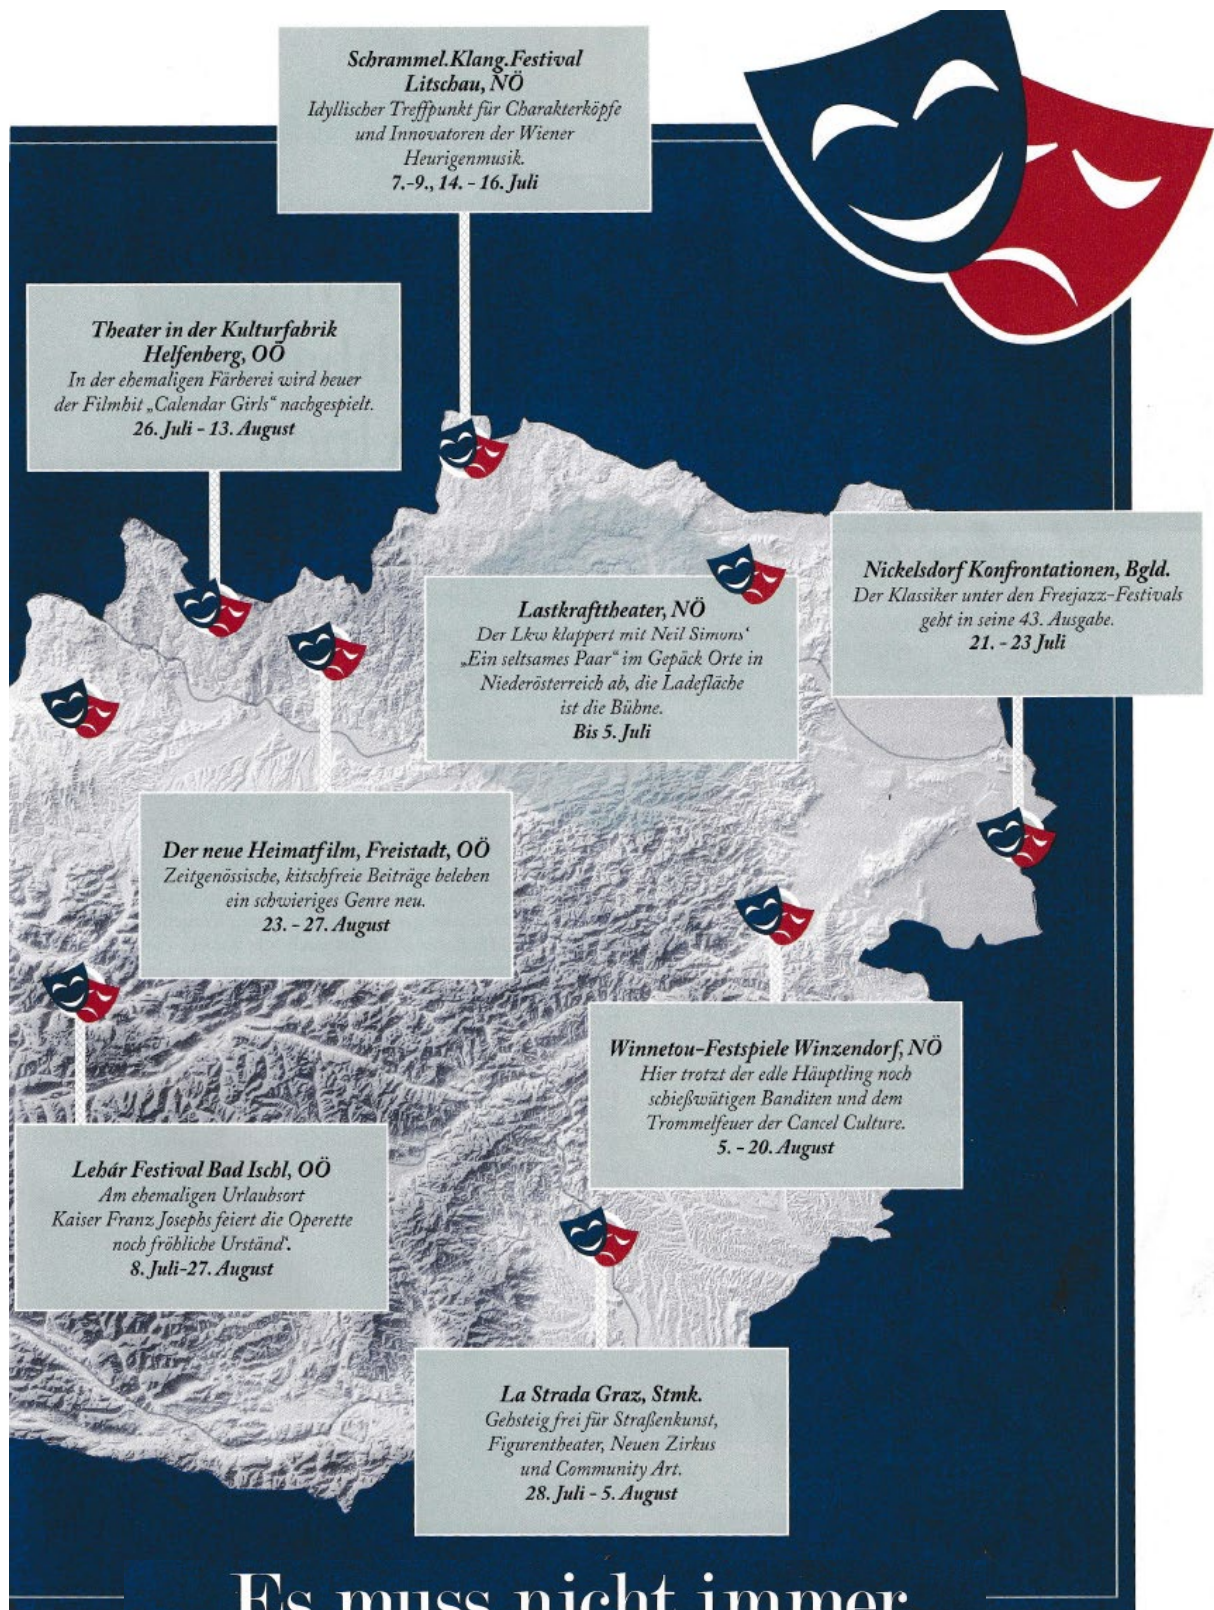 Schrammel.Klang.Festival
Litschau, NÖ
Idyllischer Treffpunkt für Charakterköpfe
und Innovatoren der Wiener
Heurigenmusik.
7.-9., 14. - 16. Juli
Theater in der Kulturfabrik
Helfenberg, OÖ
In der ehemaligen Färberei wird heuer
der Filmhit „Calendar Girls“ nachgespielt.
26. Juli - 13. August
Nickelsdorf Konfrontationen, Bgld.
Der Klassiker unter den Freejazz-Festivals
geht in seine 43. Ausgabe.
21. - 23 Juli
Lastkrafttheater, NÖ
Der Lkw klappert mit Neil Simons‘
„Ein seltsames Paar“ im Gepäck Orte in
Niederösterreich ab, die Ladefläche
ist die Bühne.
Bis 5. Juli
Der neue Heimatfilm, Freistadt, OÖ
Zeitgenössische, kitschfreie Beiträge beleben
ein schwieriges Genre neu.
23. - 27. August
Winnetou-Festspiele Winzendorf, NÖ
Hier trotzt der edle Häuptling noch
schießwütigen Banditen und dem
Trommelfeuer der Cancel Culture.
5. - 20. August
Lehár Festival Bad Ischl, OÖ
Am ehemaligen Urlaubsort
Kaiser Franz Josephs feiert die Operette
noch fröhliche Urständ‘.
8. Juli-27. August
La Strada Graz, Stmk.
Gehsteig frei für Straßenkunst,
Figurentheater, Neuen Zirkus
und Community Art.
28. Juli - 5. August
Es muss nicht immer